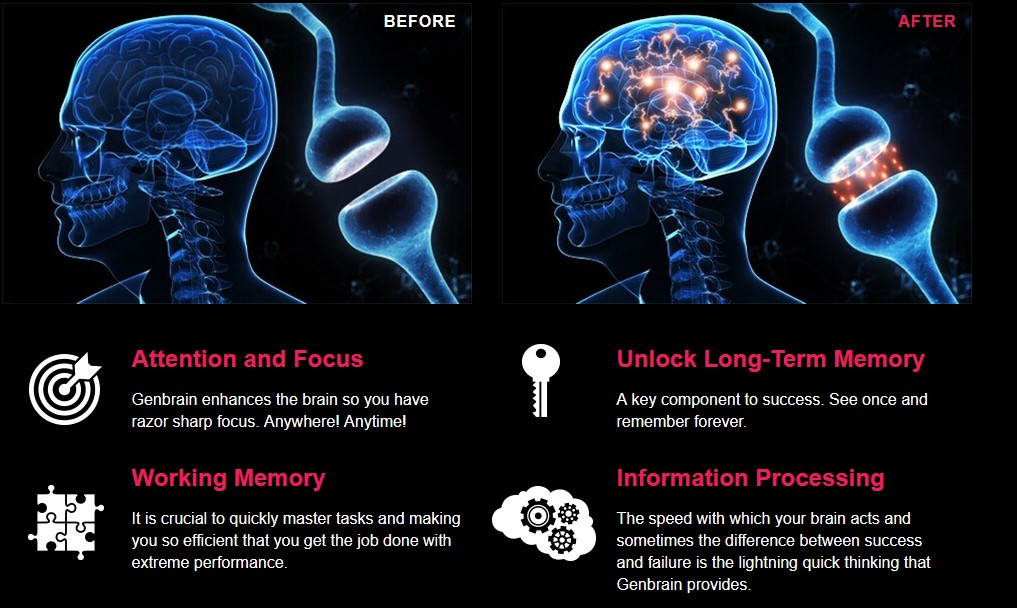 BEFORE
AFTER
Attention and Focus
Genbrain enhances the brain so you have
razor sharp focus. Anywhere! Anytime!
Unlock Long-Term Memory
A key component to success. See once and
remember forever.
Working Memory
It is crucial to quickly master tasks and making
you so efficient that you get the job done with
extreme performance.
Information Processing
The speed with which your brain acts and
sometimes the difference between success
and failure is the lightning quick thinking that
Genbrain provides.